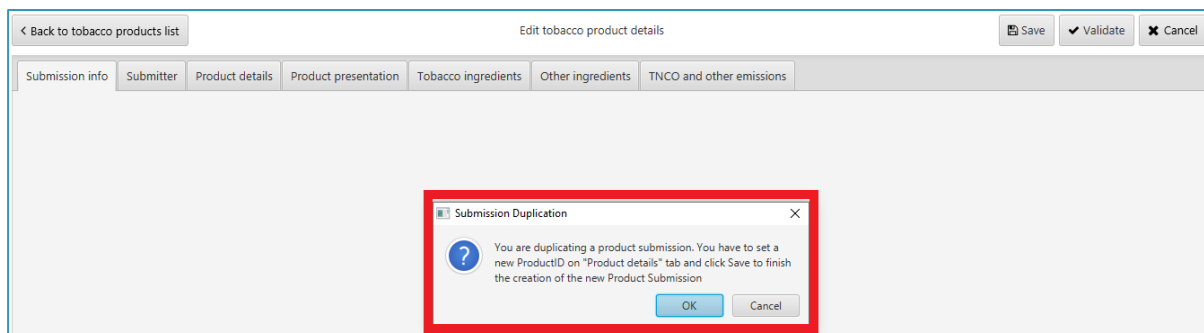 Back to tobacco products list
Edit tobacco product details
Save
Validate
Cancel
Submission info
Submitter
Product details
Product presentation
Tobacco ingredients
Other ingredients
TNCO and other emissions
Submission Duplication
You are duplicating a product submission. You have to set a
new ProductID on "Product details" tab and click Save to finish
the creation of the new Product Submission
OK
Cancel